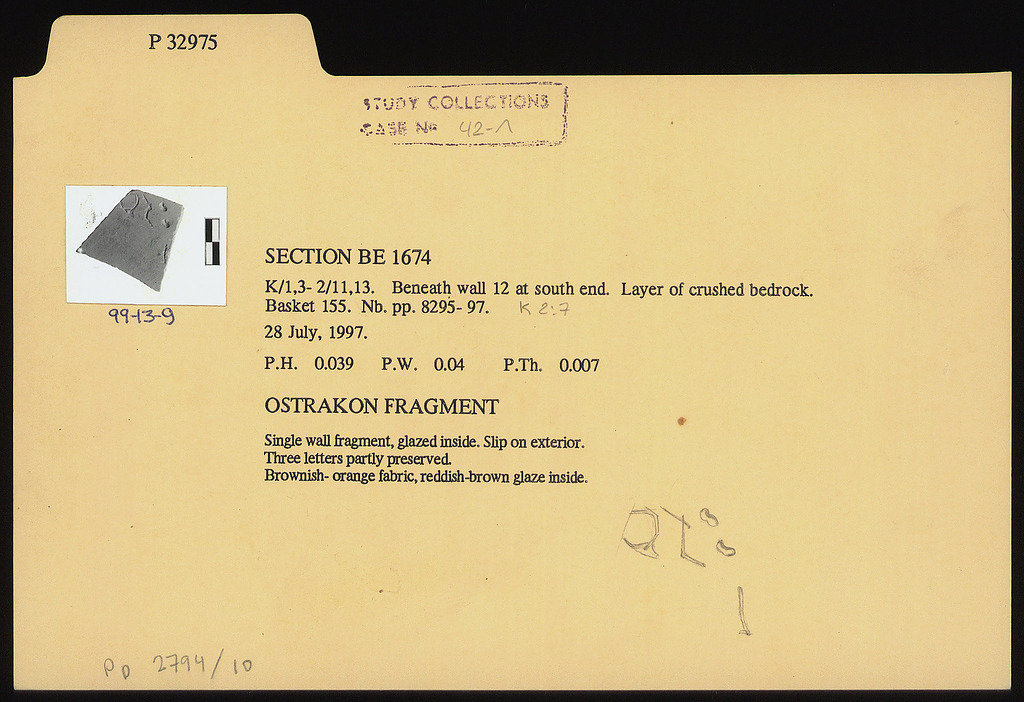 P 32975
STUDY COLLECTIONS
CASE No 42-Λ
99-13-9
SECTION BE 1674
K/1,3- 2/11,13. Beneath wall 12 at south end. Layer of crushed bedrock.
Basket 155. Nb. pp. 8295- 97. K 2:7
28 July, 1997.
P.H. 0.039 P.W. 0.04 P.Th. 0.007
OSTRAKON FRAGMENT
Single wall fragment, glazed inside. Slip on exterior.
Three letters partly preserved.
Brownish- orange fabric, reddish-brown glaze inside.
PD 2794/10